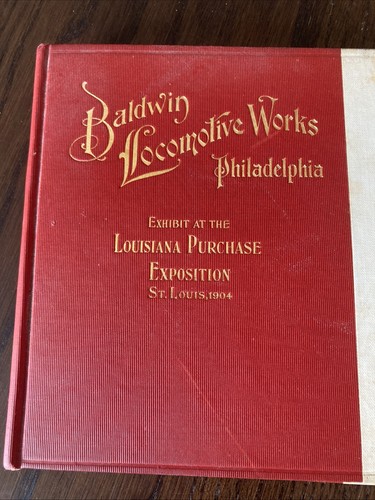 Baldwin
Locomotive Works
Philadelphia
EXHIBIT AT THE
LOUISIANA PURCHASE
EXPOSITION
ST. LOUIS, 1904